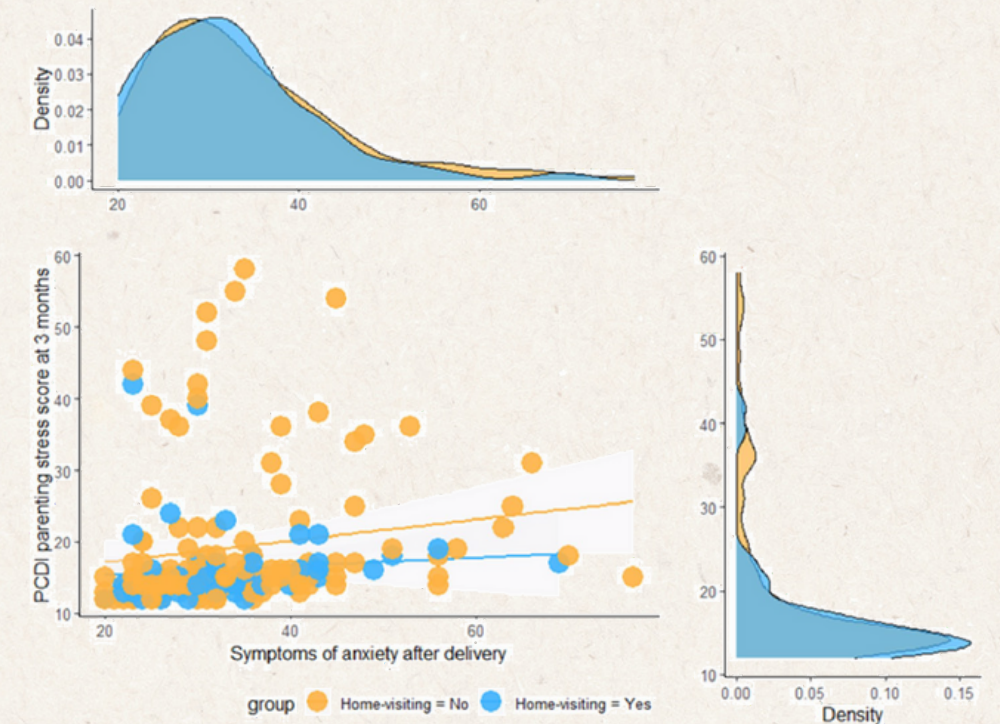 Density
0.04
0.03
0.02
0.01
0.00
20 40 60
PCDI parenting stress score at 3 months
60
50
40
30
20
10
20 40 60
Symptoms of anxiety after delivery
60
50
40
30
20
10
0.00 0.05 0.10 0.15
Density
group Home-visiting = No Home-visiting = Yes